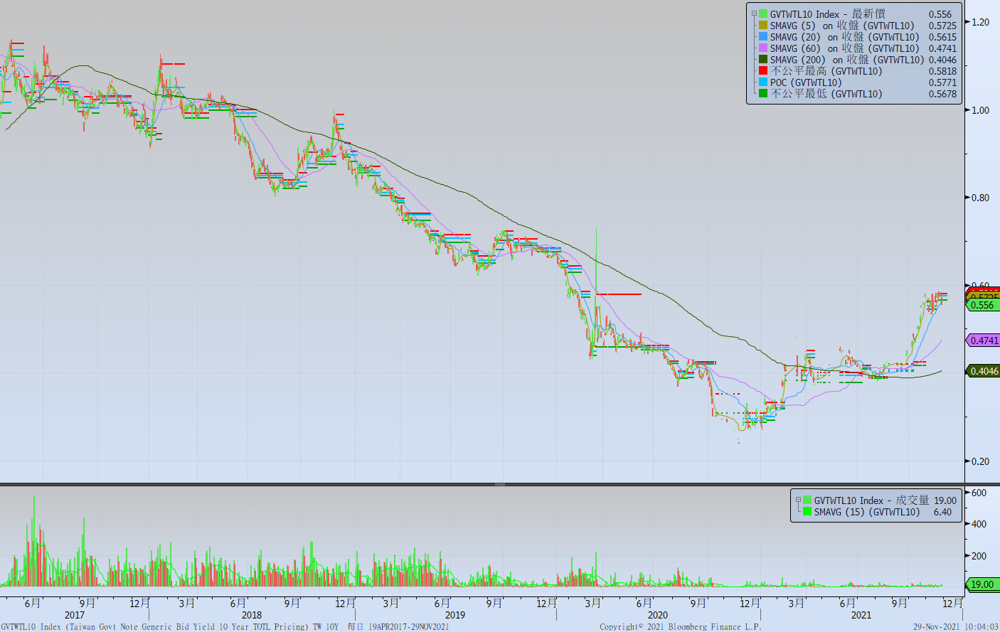 GVTWTL10 Index - 最新價 0.556
SMAVG (5) on 收盤 (GVTWTL10) 0.5725
SMAVG (20) on 收盤 (GVTWTL10) 0.5615
SMAVG (60) on 收盤 (GVTWTL10) 0.4741
SMAVG (200) on 收盤 (GVTWTL10) 0.4046
不公平最高 (GVTWTL10) 0.5818
POC (GVTWTL10) 0.5771
不公平最低 (GVTWTL10) 0.5678
1.20
1.00
0.80
0.60
0.5725
0.556
0.4741
0.4046
0.20
GVTWTL10 Index - 成交量 19.00
SMAVG (15) (GVTWTL10) 6.40
600
400
200
19.00
6月 9月 12月 3月 6月 9月 12月 3月 6月 9月 12月 3月 6月 9月 12月 3月 6月 9月 12月
2017 2018 2019 2020 2021
GVTWTL10 Index (Taiwan Govt Note Generic Bid Yield 10 Year TOTL Pricing) TW 10Y 每日 19APR2017-29NOV2021 Copyright© 2021 Bloomberg Finance L.P. 29-Nov-2021 10:04:03